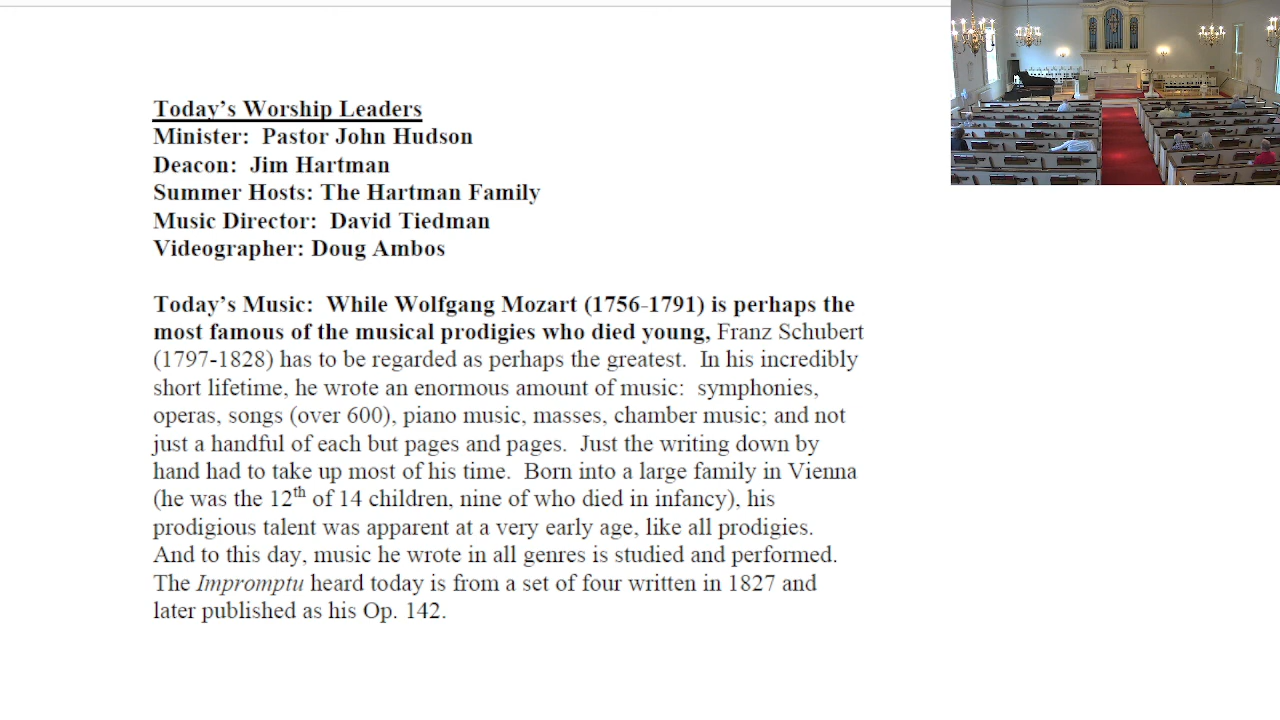 Today’s Worship Leaders
Minister:  Pastor John Hudson
Deacon:  Jim Hartman
Summer Hosts: The Hartman Family
Music Director:  David Tiedman
Videographer: Doug Ambos
Today’s Music:  While Wolfgang Mozart (1756-1791) is perhaps the
most famous of the musical prodigies who died young, Franz Schubert
(1797-1828) has to be regarded as perhaps the greatest.  In his incredibly
short lifetime, he wrote an enormous amount of music:  symphonies,
operas, songs (over 600), piano music, masses, chamber music; and not
just a handful of each but pages and pages.  Just the writing down by
hand had to take up most of his time.  Born into a large family in Vienna
(he was the 12th of 14 children, nine of who died in infancy), his
prodigious talent was apparent at a very early age, like all prodigies.
And to this day, music he wrote in all genres is studied and performed.
The Impromptu heard today is from a set of four written in 1827 and
later published as his Op. 142.